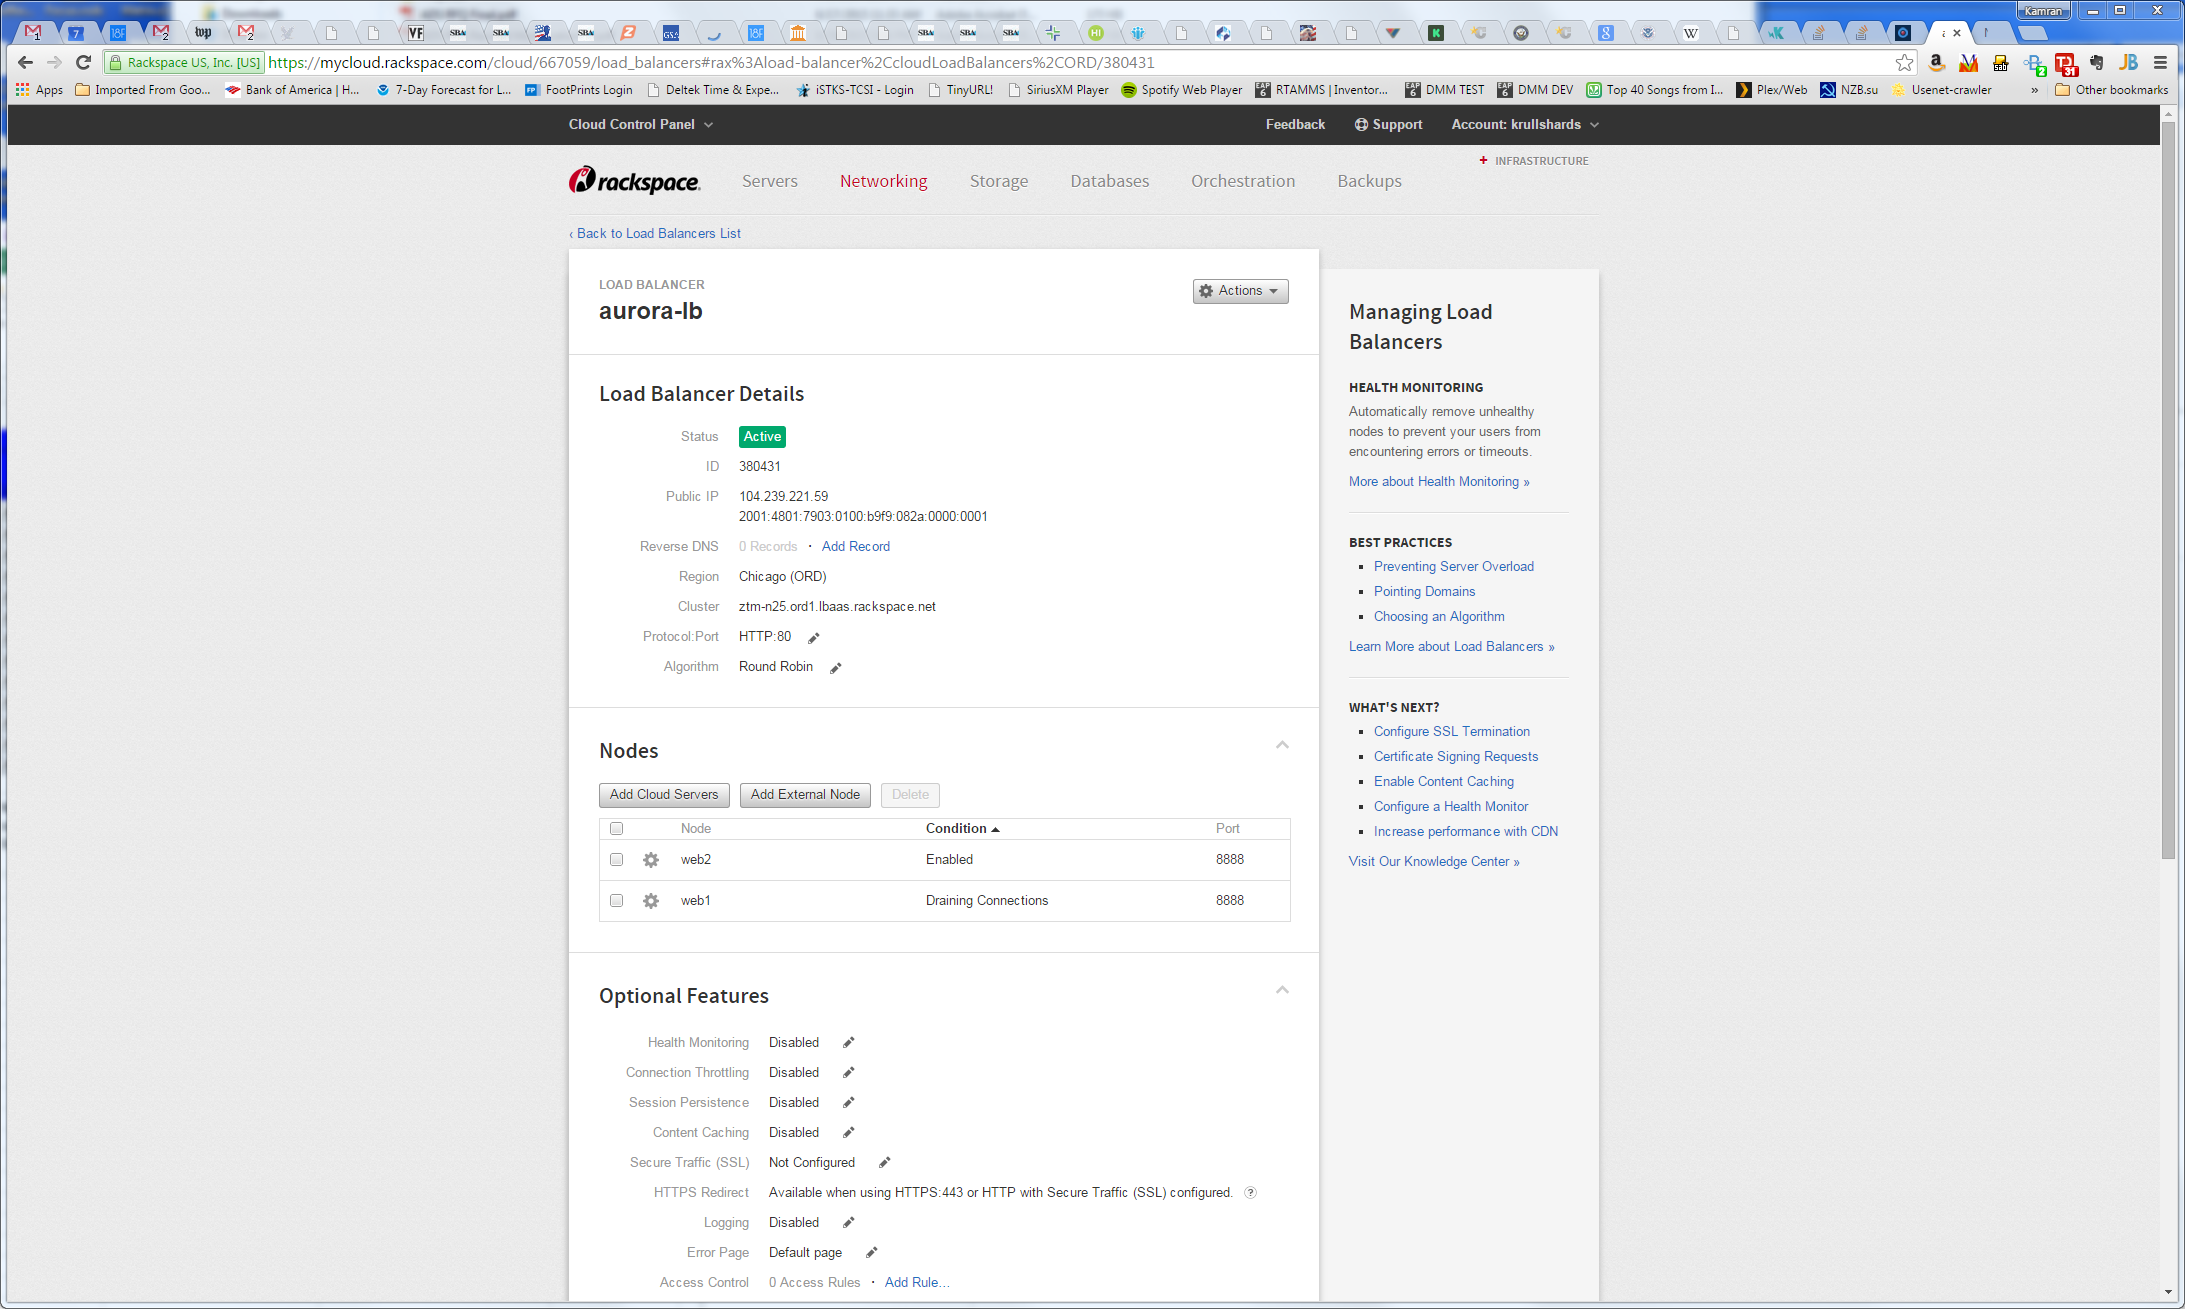 Kamran
Rackspace US, Inc. [US]
https://mycloud.rackspace.com/cloud/667059/load_balancers#rax%3Aload-balancer%2CcloudLoadBalancers%2CORD/380431
Apps Imported From Goo... Bank of America | H... 7-Day Forecast for L... FootPrints Login Deltek Time & Expe... iSTKS-TCSI - Login TinyURL! SiriusXM Player Spotify Web Player RTAMMS | Inventor... DMM TEST DMM DEV Top 40 Songs from I... Plex/Web NZB.su Usenet-crawler » Other bookmarks
Cloud Control Panel Feedback Support Account: krullshards
+ INFRASTRUCTURE
rackspace. Servers Networking Storage Databases Orchestration Backups
‹ Back to Load Balancers List
LOAD BALANCER
aurora-lb
Actions
Load Balancer Details
Status Active
ID 380431
Public IP 104.239.221.59
2001:4801:7903:0100:b9f9:082a:0000:0001
Reverse DNS 0 Records · Add Record
Region Chicago (ORD)
Cluster ztm-n25.ord1.lbaas.rackspace.net
Protocol:Port HTTP:80
Algorithm Round Robin
Nodes
Add Cloud Servers Add External Node Delete
Node Condition Port
web2 Enabled 8888
web1 Draining Connections 8888
Optional Features
Health Monitoring Disabled
Connection Throttling Disabled
Session Persistence Disabled
Content Caching Disabled
Secure Traffic (SSL) Not Configured
HTTPS Redirect Available when using HTTPS:443 or HTTP with Secure Traffic (SSL) configured. ?
Logging Disabled
Error Page Default page
Access Control 0 Access Rules · Add Rule...
Managing Load
Balancers
HEALTH MONITORING
Automatically remove unhealthy
nodes to prevent your users from
encountering errors or timeouts.
More about Health Monitoring »
BEST PRACTICES
Preventing Server Overload
Pointing Domains
Choosing an Algorithm
Learn More about Load Balancers »
WHAT'S NEXT?
Configure SSL Termination
Certificate Signing Requests
Enable Content Caching
Configure a Health Monitor
Increase performance with CDN
Visit Our Knowledge Center »